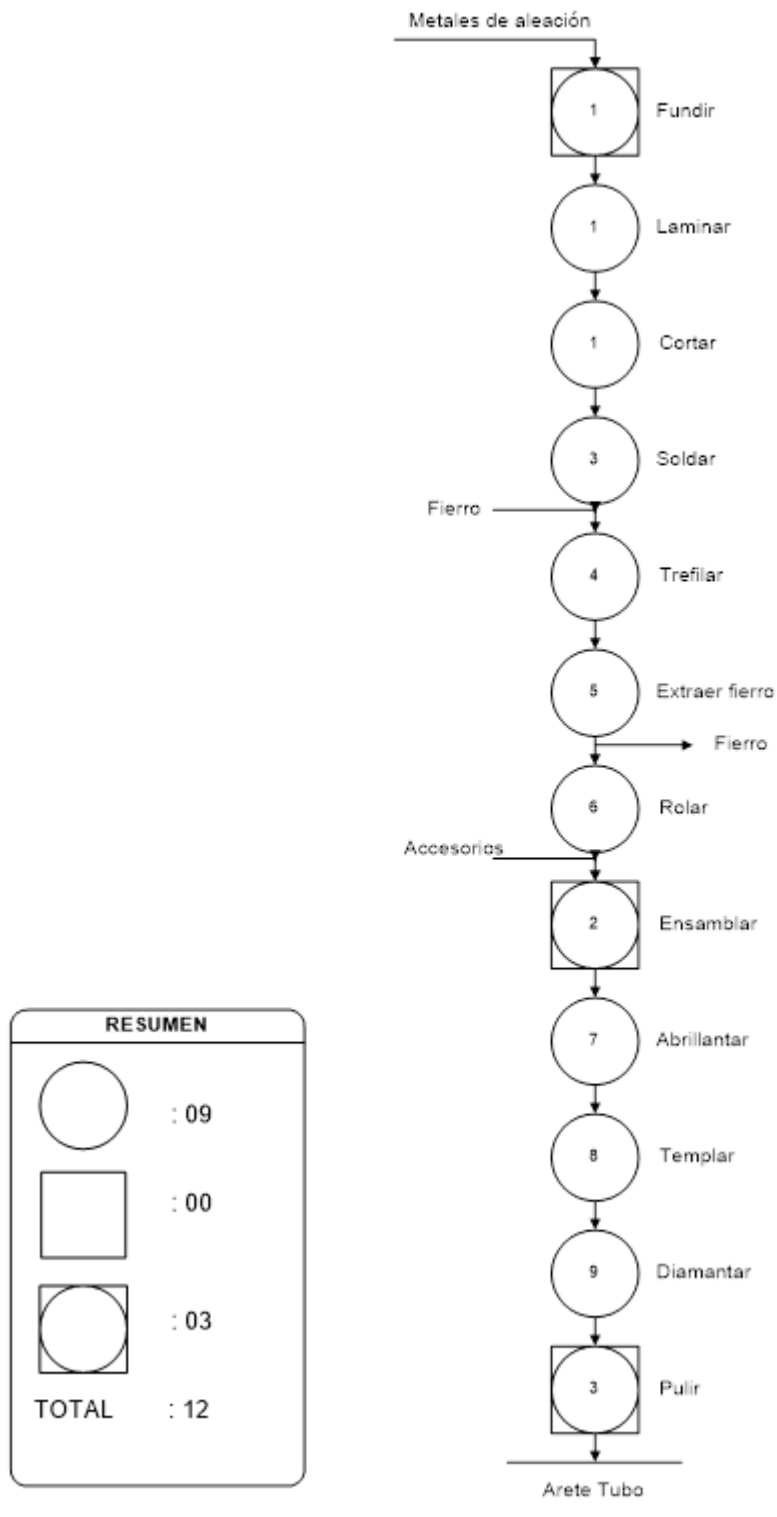 Metales de aleación
1 Fundir
1 Laminar
1 Cortar
3 Soldar
Fierro
4 Trefilar
5 Extraer fierro
Fierro
6 Rolar
Accesorios
2 Ensamblar
7 Abrillantar
8 Templar
9 Diamantar
3 Pulir
Arete Tubo
RESUMEN
: 09
: 00
: 03
TOTAL : 12